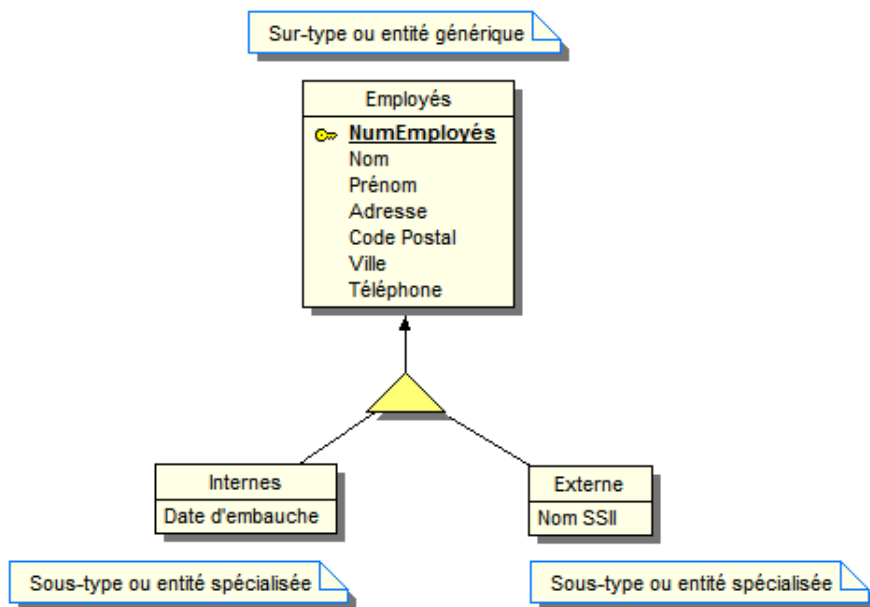 Sur-type ou entité générique
Employés
NumEmployés
Nom
Prénom
Adresse
Code Postal
Ville
Téléphone
Internes
Date d'embauche
Externe
Nom SSII
Sous-type ou entité spécialisée
Sous-type ou entité spécialisée